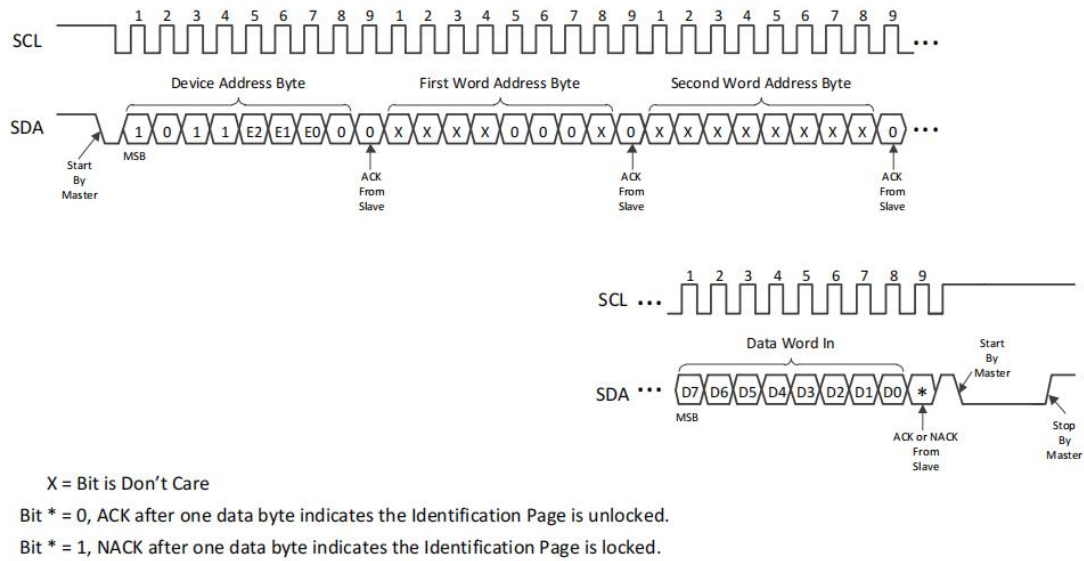 1 2 3 4 5 6 7 8 9 1 2 3 4 5 6 7 8 9 1 2 3 4 5 6 7 8 9
SCL
Device Address Byte First Word Address Byte Second Word Address Byte
SDA 1 0 1 1 E2 E1 E0 0 0 X X X X 0 0 0 X 0 X X X X X X X X 0
MSB
Start
By
Master
ACK
From
Slave
ACK
From
Slave
ACK
From
Slave
1 2 3 4 5 6 7 8 9
SCL
Data Word In
Start
By
Master
SDA D7 D6 D5 D4 D3 D2 D1 D0 *
MSB
ACK or NACK
From
Slave
Stop
By
Master
X = Bit is Don't Care
Bit * = 0, ACK after one data byte indicates the Identification Page is unlocked.
Bit * = 1, NACK after one data byte indicates the Identification Page is locked.